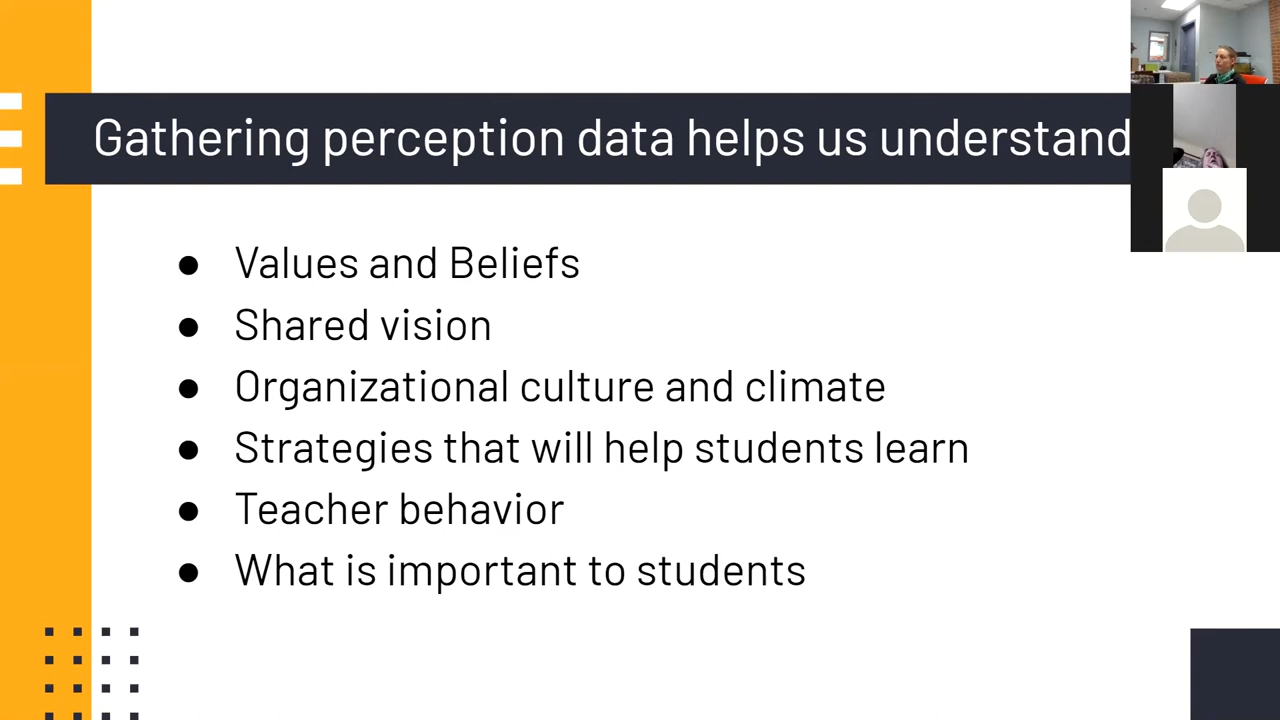 Gathering perception data helps us understand
● Values and Beliefs
● Shared vision
● Organizational culture and climate
● Strategies that will help students learn
● Teacher behavior
● What is important to students